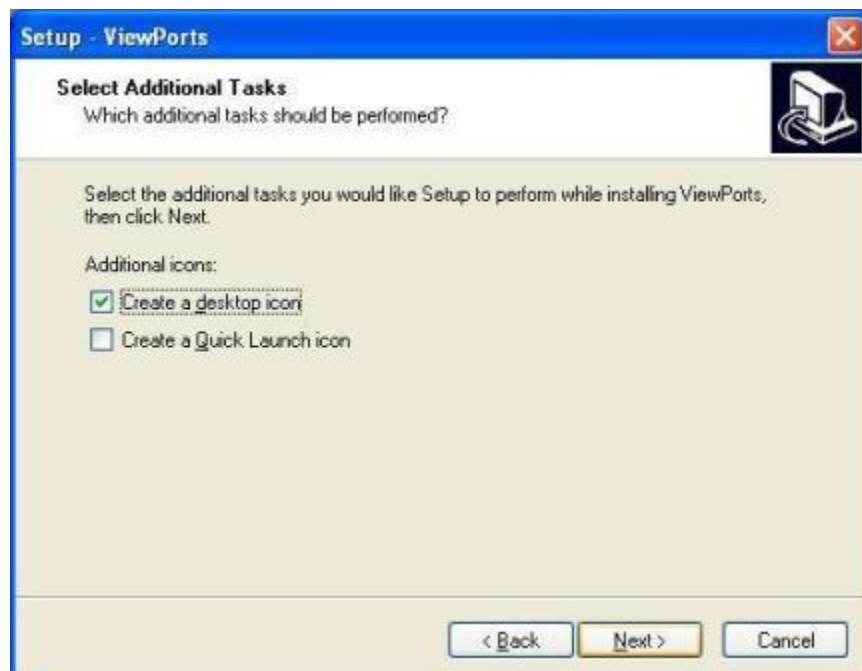 Setup - ViewPorts
Select Additional Tasks
Which additional tasks should be performed?
Select the additional tasks you would like Setup to perform while installing ViewPorts,
then click Next.
Additional icons:
Create a desktop icon
Create a Quick Launch icon
< Back
Next >
Cancel